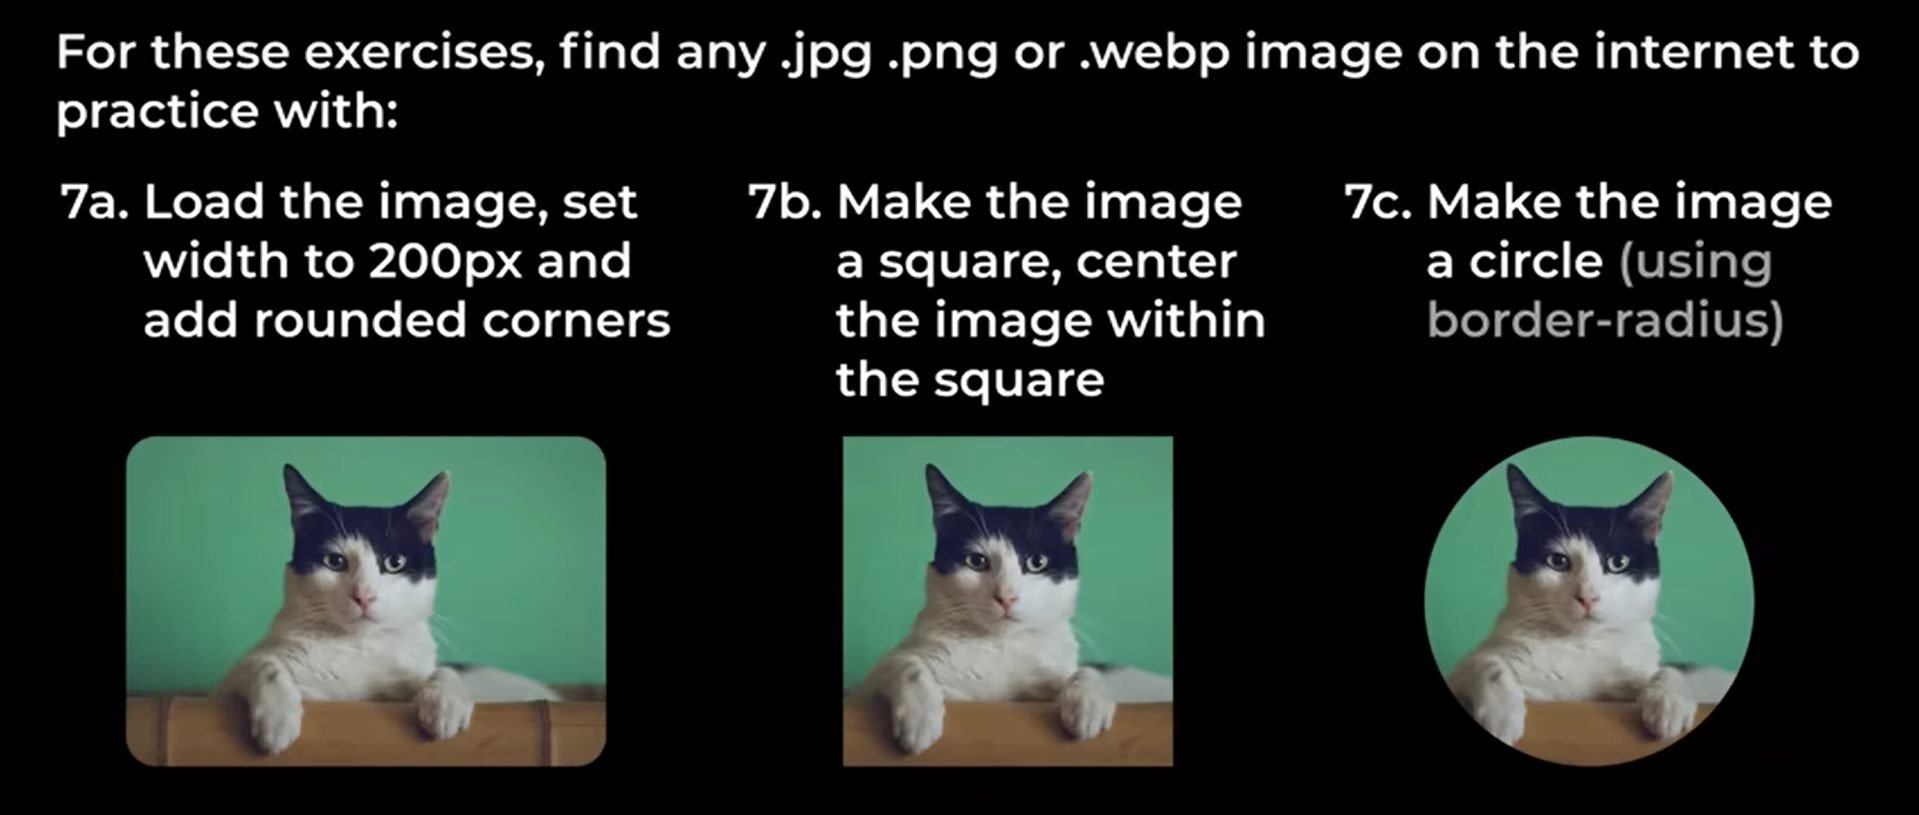 For these exercises, find any .jpg .png or .webp image on the internet to
practice with:
7a. Load the image, set
width to 200px and
add rounded corners
7b. Make the image
a square, center
the image within
the square
7c. Make the image
a circle (using
border-radius)